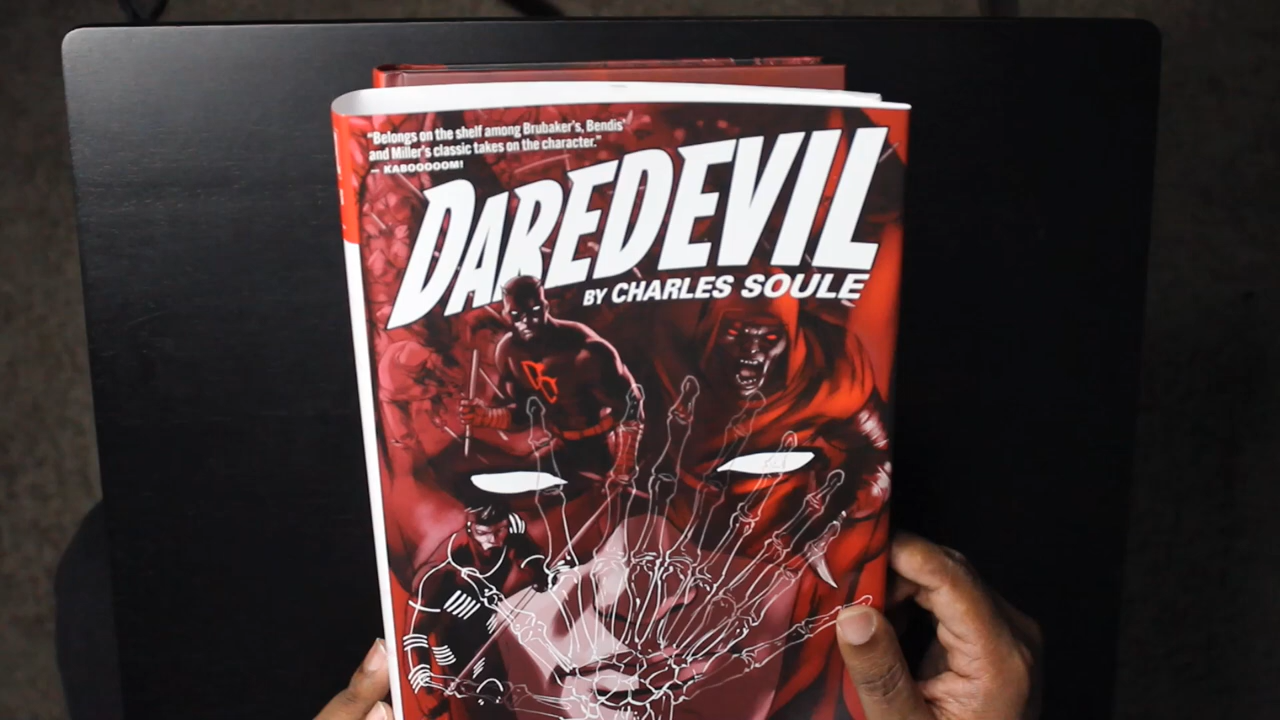 "Belongs on the shelf among Brubaker's, Bendis'
and Miller's classic takes on the character."
— KABOOOOOM!
DAREDEVIL
BY CHARLES SOULE